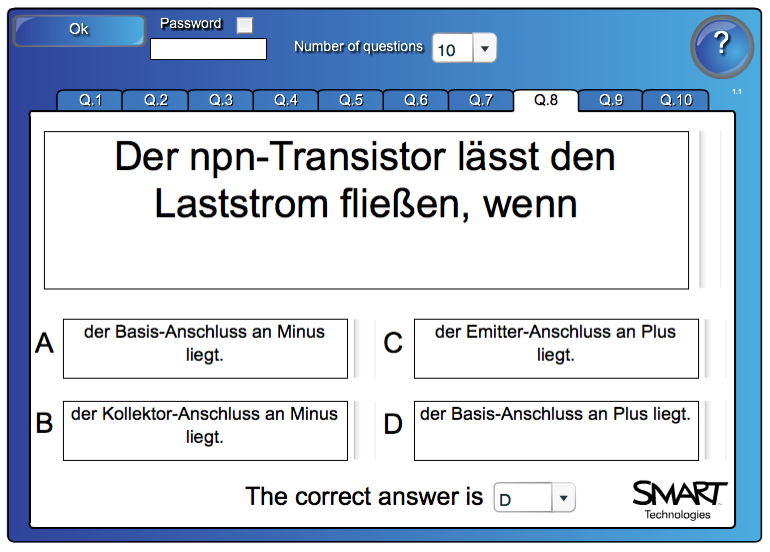 Ok
Password
Number of questions 10
?
1.1
Q.1 Q.2 Q.3 Q.4 Q.5 Q.6 Q.7 Q.8 Q.9 Q.10
Der npn-Transistor lässt den
Laststrom fließen, wenn
A
der Basis-Anschluss an Minus
liegt.
C
der Emitter-Anschluss an Plus
liegt.
B
der Kollektor-Anschluss an Minus
liegt.
D
der Basis-Anschluss an Plus liegt.
The correct answer is D
SMART™
Technologies